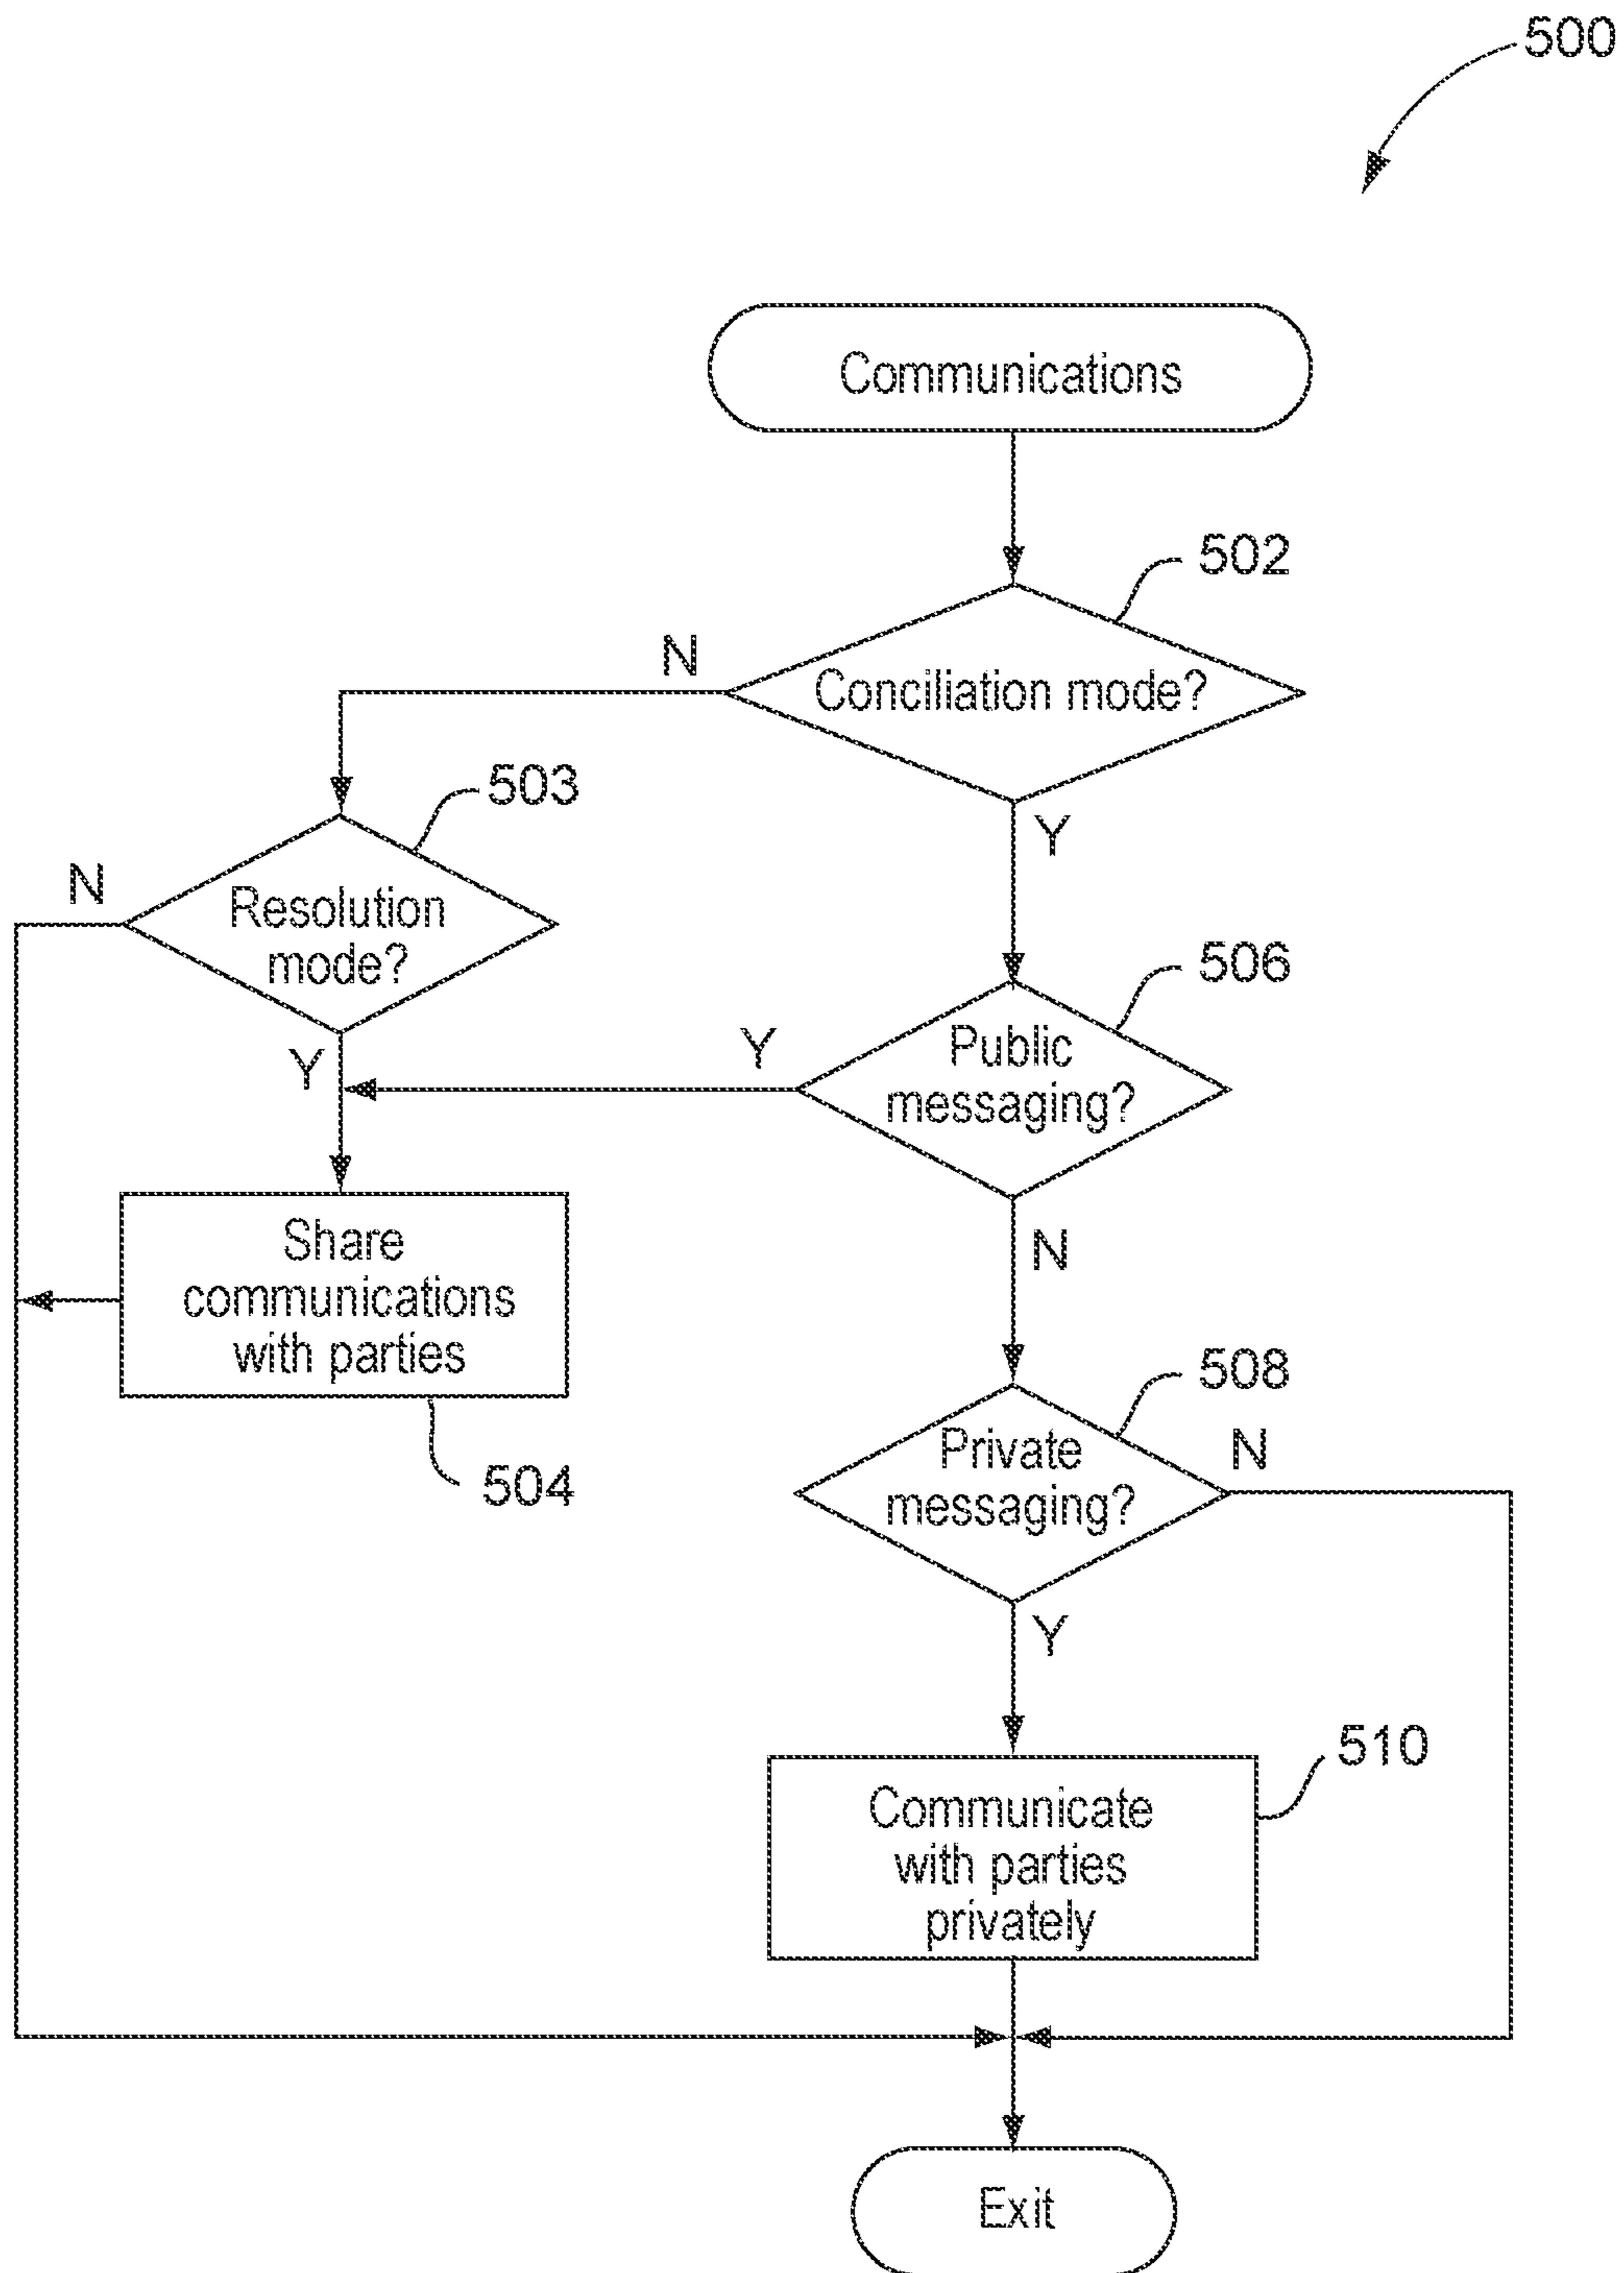 500
Communications
502
N
Conciliation mode?
503
Y
N
Resolution
mode?
506
Y
Y
Public
messaging?
Share
communications
with parties
N
504
508
Private
messaging?
N
Y
510
Communicate
with parties
privately
Exit